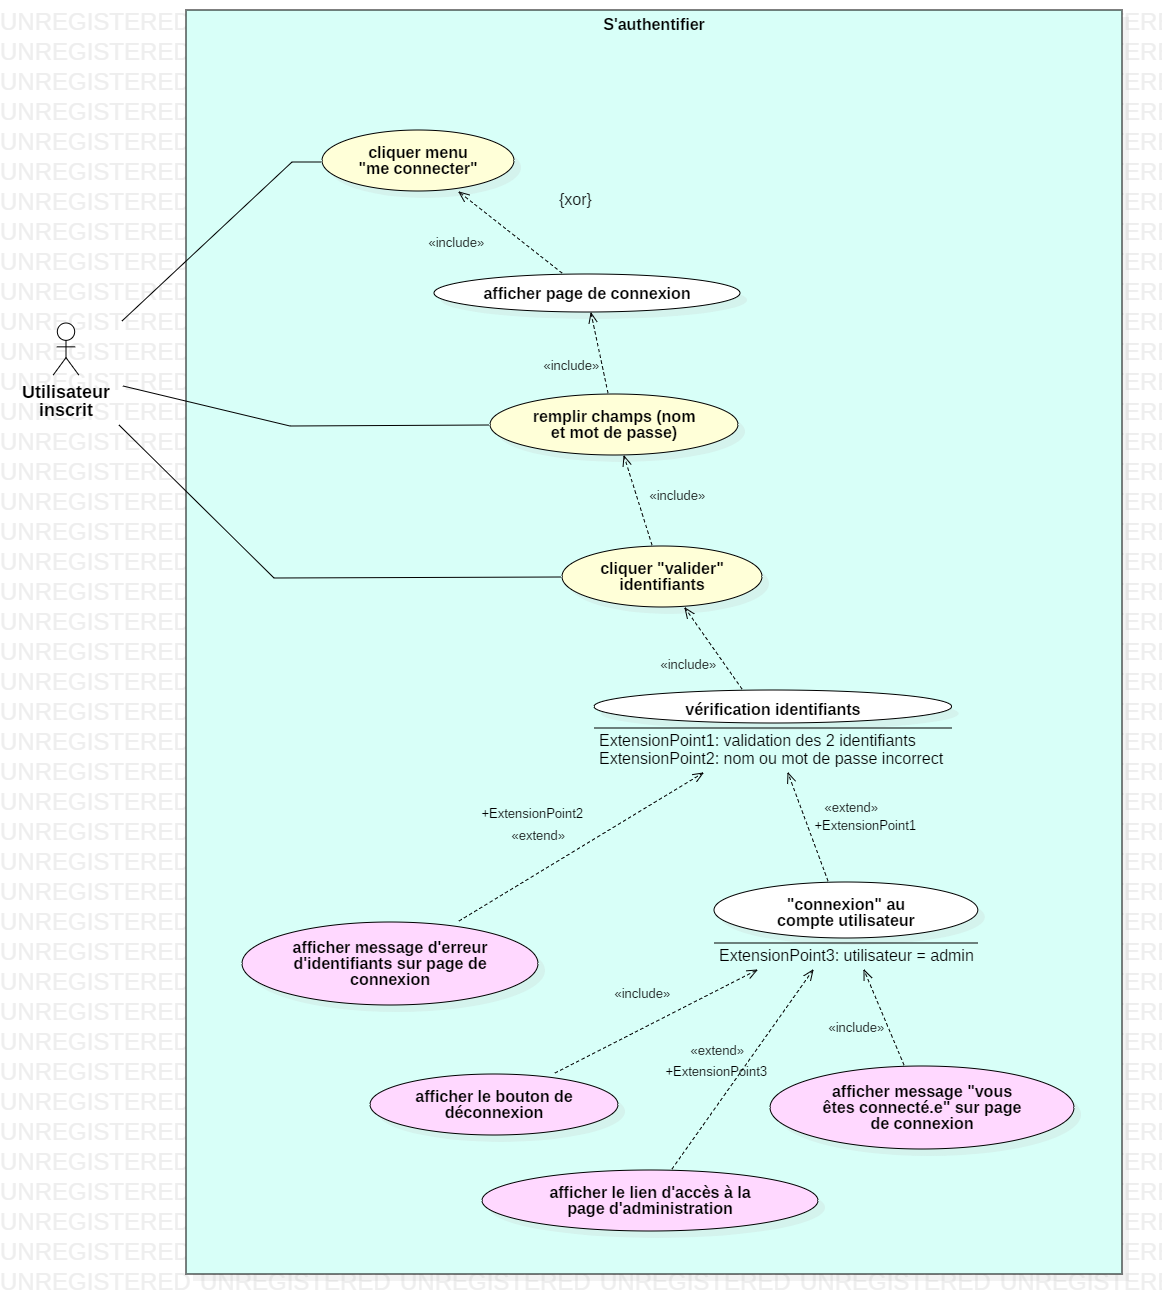 S'authentifier
cliquer menu
"me connecter"
{xor}
«include»
afficher page de connexion
«include»
Utilisateur
inscrit
remplir champs (nom
et mot de passe)
«include»
cliquer "valider"
identifiants
«include»
vérification identifiants
ExtensionPoint1: validation des 2 identifiants
ExtensionPoint2: nom ou mot de passe incorrect
+ExtensionPoint2
«extend»
«extend»
+ExtensionPoint1
"connexion" au
compte utilisateur
ExtensionPoint3: utilisateur = admin
afficher message d'erreur
d'identifiants sur page de
connexion
«include»
«extend»
+ExtensionPoint3
«include»
afficher le bouton de
déconnexion
afficher message "vous
êtes connecté.e" sur page
de connexion
afficher le lien d'accès à la
page d'administration
UNREGISTERED UNREGISTERED UNREGISTERED UNREGISTERED UNREGISTERED UNREGISTERED